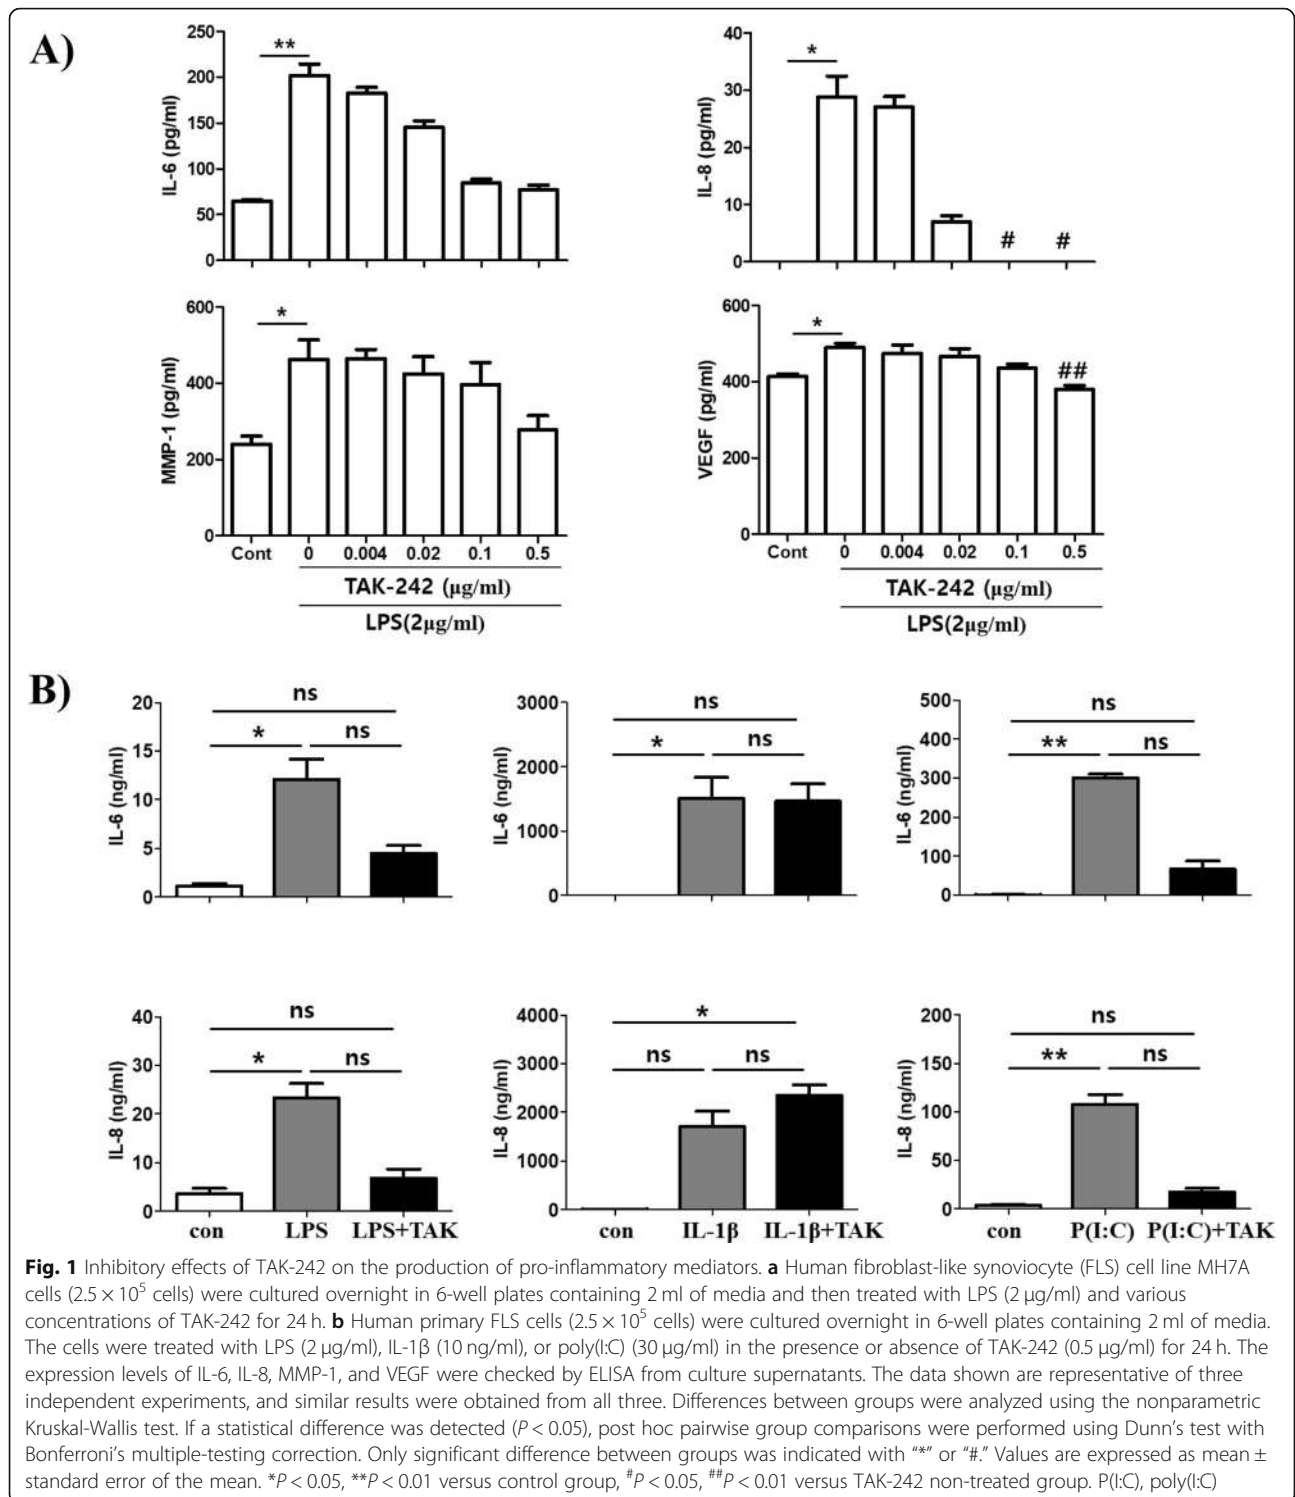 A)
250
200
150
100
50
0
IL-6 (pg/ml)
**
40
30
20
10
0
IL-8 (pg/ml)
*
#
#
600
400
200
0
MMP-1 (pg/ml)
*
Cont
0
0.004
0.02
0.1
0.5
TAK-242 (μg/ml)
LPS(2μg/ml)
600
400
200
0
VEGF (pg/ml)
*
##
Cont
0
0.004
0.02
0.1
0.5
TAK-242 (μg/ml)
LPS(2μg/ml)
B)
20
15
10
5
0
IL-6 (ng/ml)
ns
*
ns
3000
2000
1000
0
IL-6 (ng/ml)
ns
*
ns
500
400
300
200
100
0
IL-6 (ng/ml)
ns
**
ns
40
30
20
10
0
IL-8 (ng/ml)
ns
*
ns
con
LPS
LPS+TAK
4000
3000
2000
1000
0
IL-8 (ng/ml)
*
ns
ns
con
IL-1β
IL-1β+TAK
200
150
100
50
0
IL-8 (ng/ml)
ns
**
ns
con
P(I:C)
P(I:C)+TAK
Fig. 1 Inhibitory effects of TAK-242 on the production of pro-inflammatory mediators. a Human fibroblast-like synoviocyte (FLS) cell line MH7A
cells (2.5 × 10⁵ cells) were cultured overnight in 6-well plates containing 2 ml of media and then treated with LPS (2 μg/ml) and various
concentrations of TAK-242 for 24 h. b Human primary FLS cells (2.5 × 10⁵ cells) were cultured overnight in 6-well plates containing 2 ml of media.
The cells were treated with LPS (2 μg/ml), IL-1β (10 ng/ml), or poly(I:C) (30 μg/ml) in the presence or absence of TAK-242 (0.5 μg/ml) for 24 h. The
expression levels of IL-6, IL-8, MMP-1, and VEGF were checked by ELISA from culture supernatants. The data shown are representative of three
independent experiments, and similar results were obtained from all three. Differences between groups were analyzed using the nonparametric
Kruskal-Wallis test. If a statistical difference was detected (P < 0.05), post hoc pairwise group comparisons were performed using Dunn's test with
Bonferroni's multiple-testing correction. Only significant difference between groups was indicated with "*" or "#." Values are expressed as mean ±
standard error of the mean. *P < 0.05, **P < 0.01 versus control group, #P < 0.05, ##P < 0.01 versus TAK-242 non-treated group. P(I:C), poly(I:C)